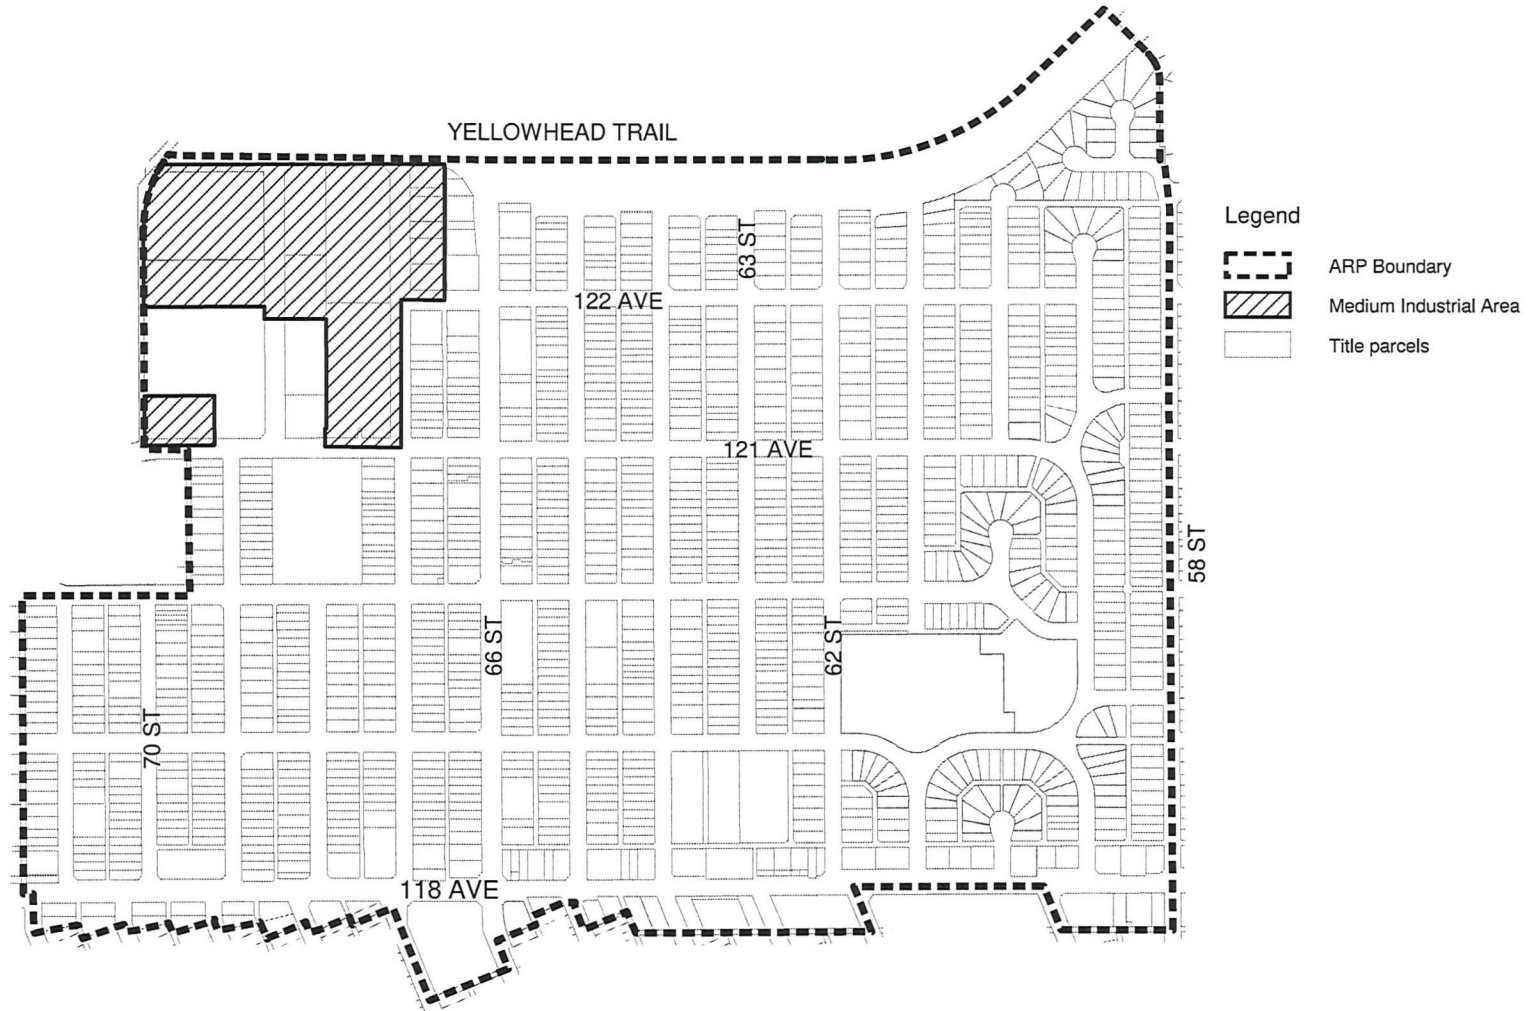 YELLOWHEAD TRAIL
Legend
63 ST
ARP Boundary
122 AVE
Medium Industrial Area
Title parcels
121 AVE
58 ST
66 ST
62 ST
70 ST
118 AVE